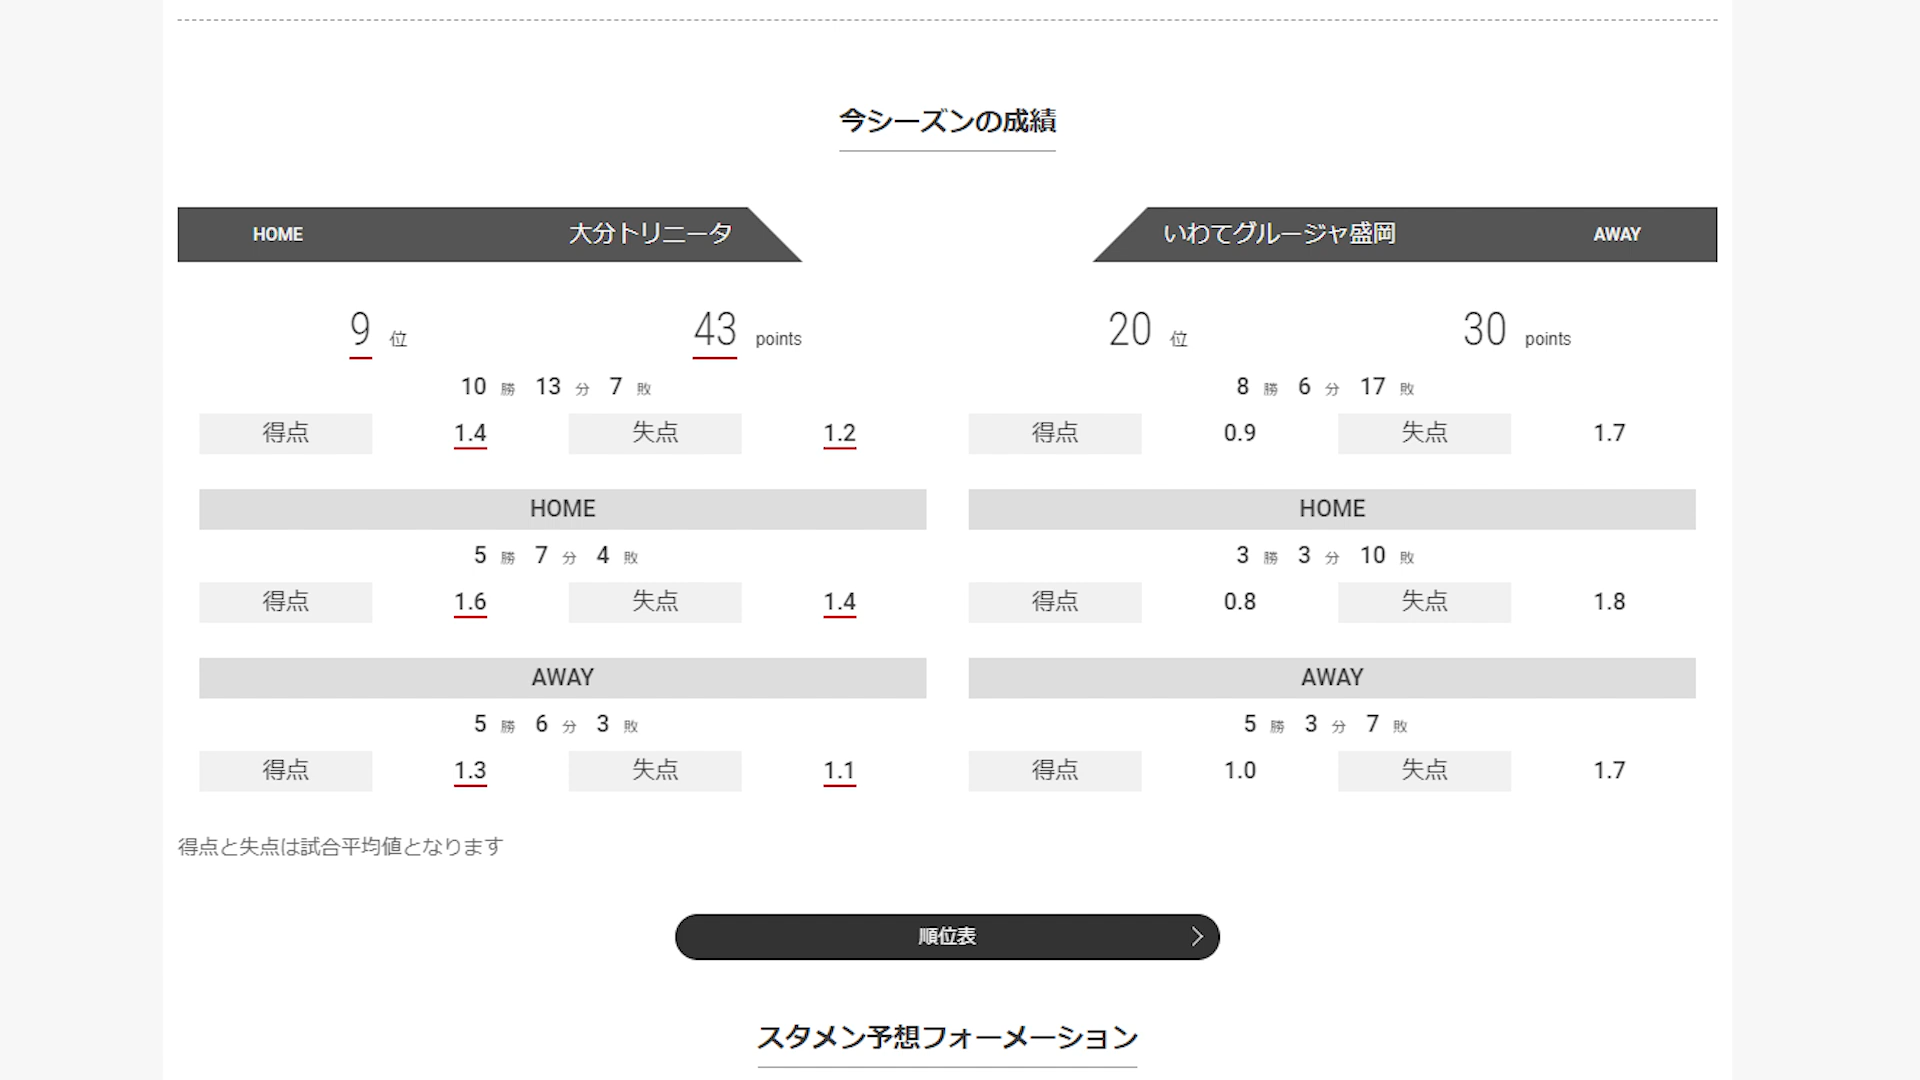 今シーズンの成績
HOME 大分トリニータ いわてグルージャ盛岡 AWAY
9 位 43 points 20 位 30 points
10 勝 13 分 7 敗 8 勝 6 分 17 敗
得点 1.4 失点 1.2 得点 0.9 失点 1.7
HOME HOME
5 勝 7 分 4 敗 3 勝 3 分 10 敗
得点 1.6 失点 1.4 得点 0.8 失点 1.8
AWAY AWAY
5 勝 6 分 3 敗 5 勝 3 分 7 敗
得点 1.3 失点 1.1 得点 1.0 失点 1.7
得点と失点は試合平均値となります
順位表
スタメン予想フォーメーション